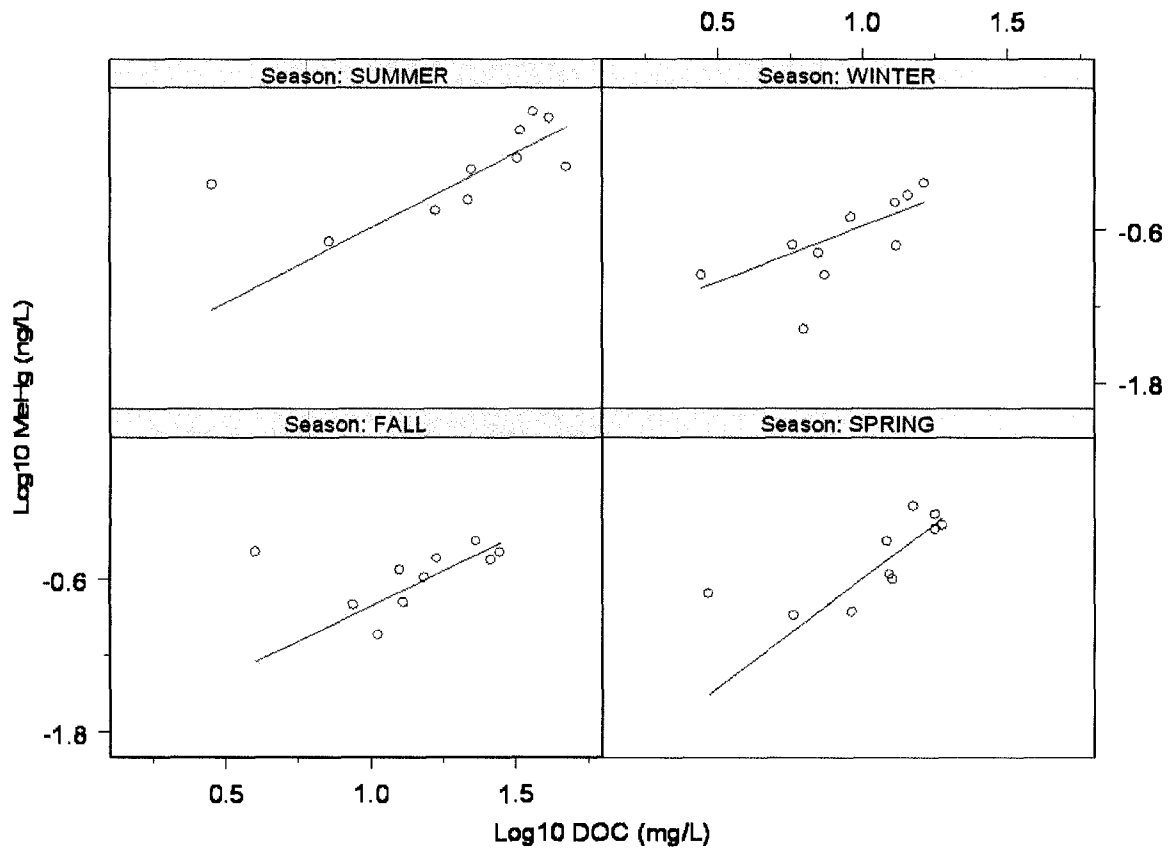 0.5 1.0 1.5
Season: SUMMER
Season: WINTER
-0.6
-1.8
Log10 MeHg (ng/L)
Season: FALL
Season: SPRING
-0.6
-1.8
0.5 1.0 1.5
Log10 DOC (mg/L)